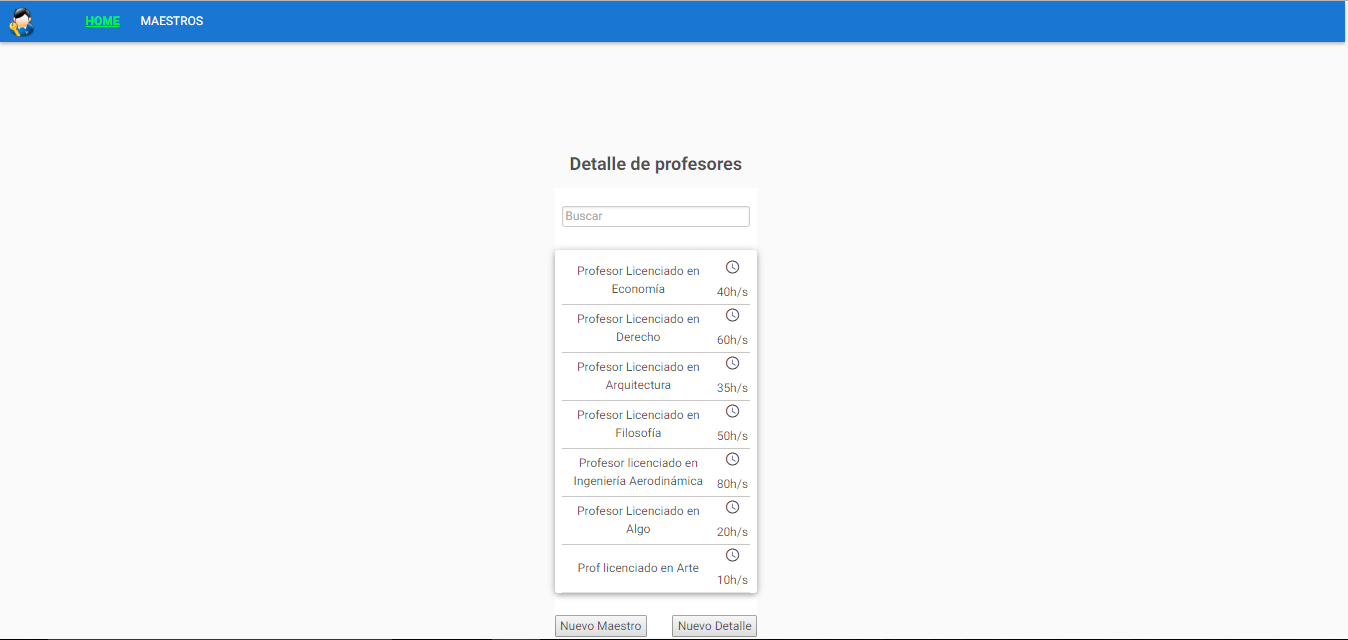 HOME MAESTROS
Detalle de profesores
Buscar
Profesor Licenciado en
Economía
40h/s
Profesor Licenciado en
Derecho
60h/s
Profesor Licenciado en
Arquitectura
35h/s
Profesor Licenciado en
Filosofía
50h/s
Profesor licenciado en
Ingeniería Aerodinámica
80h/s
Profesor Licenciado en
Algo
20h/s
Prof licenciado en Arte
10h/s
Nuevo Maestro Nuevo Detalle